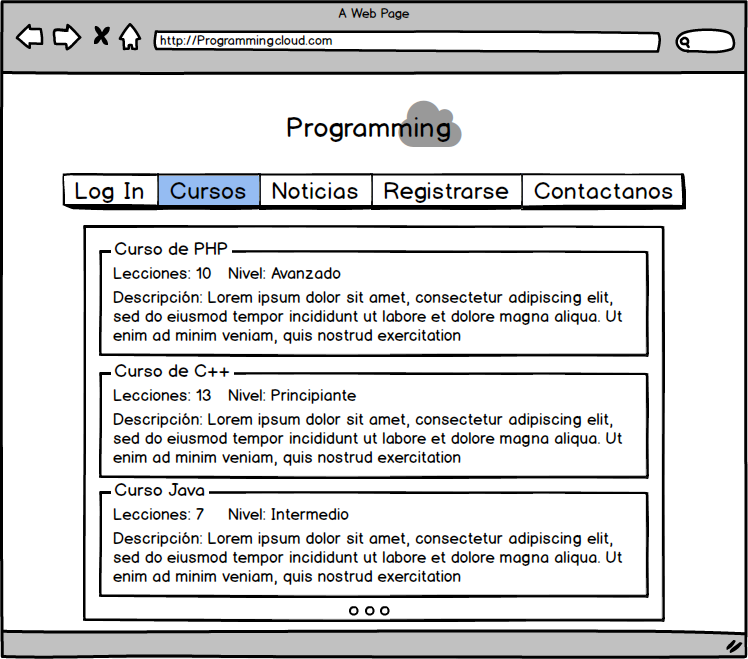 A Web Page
http://Programmingcloud.com
Programming
Log In Cursos Noticias Registrarse Contactanos
Curso de PHP
Lecciones: 10 Nivel: Avanzado
Descripción: Lorem ipsum dolor sit amet, consectetur adipiscing elit,
sed do eiusmod tempor incididunt ut labore et dolore magna aliqua. Ut
enim ad minim veniam, quis nostrud exercitation
Curso de C++
Lecciones: 13 Nivel: Principiante
Descripción: Lorem ipsum dolor sit amet, consectetur adipiscing elit,
sed do eiusmod tempor incididunt ut labore et dolore magna aliqua. Ut
enim ad minim veniam, quis nostrud exercitation
Curso Java
Lecciones: 7 Nivel: Intermedio
Descripción: Lorem ipsum dolor sit amet, consectetur adipiscing elit,
sed do eiusmod tempor incididunt ut labore et dolore magna aliqua. Ut
enim ad minim veniam, quis nostrud exercitation